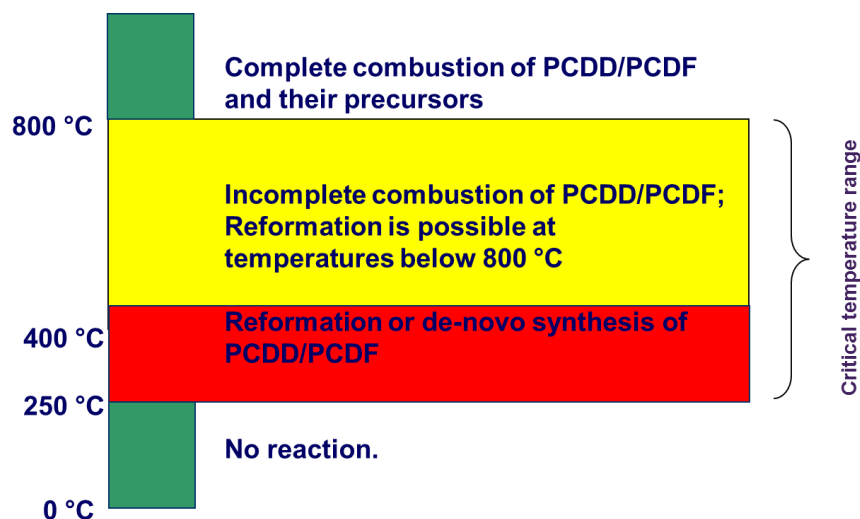 Complete combustion of PCDD/PCDF
and their precursors
800 °C
Incomplete combustion of PCDD/PCDF;
Reformation is possible at
temperatures below 800 °C
Reformation or de-novo synthesis of
PCDD/PCDF
400 °C
250 °C
No reaction.
0 °C
Critical temperature range